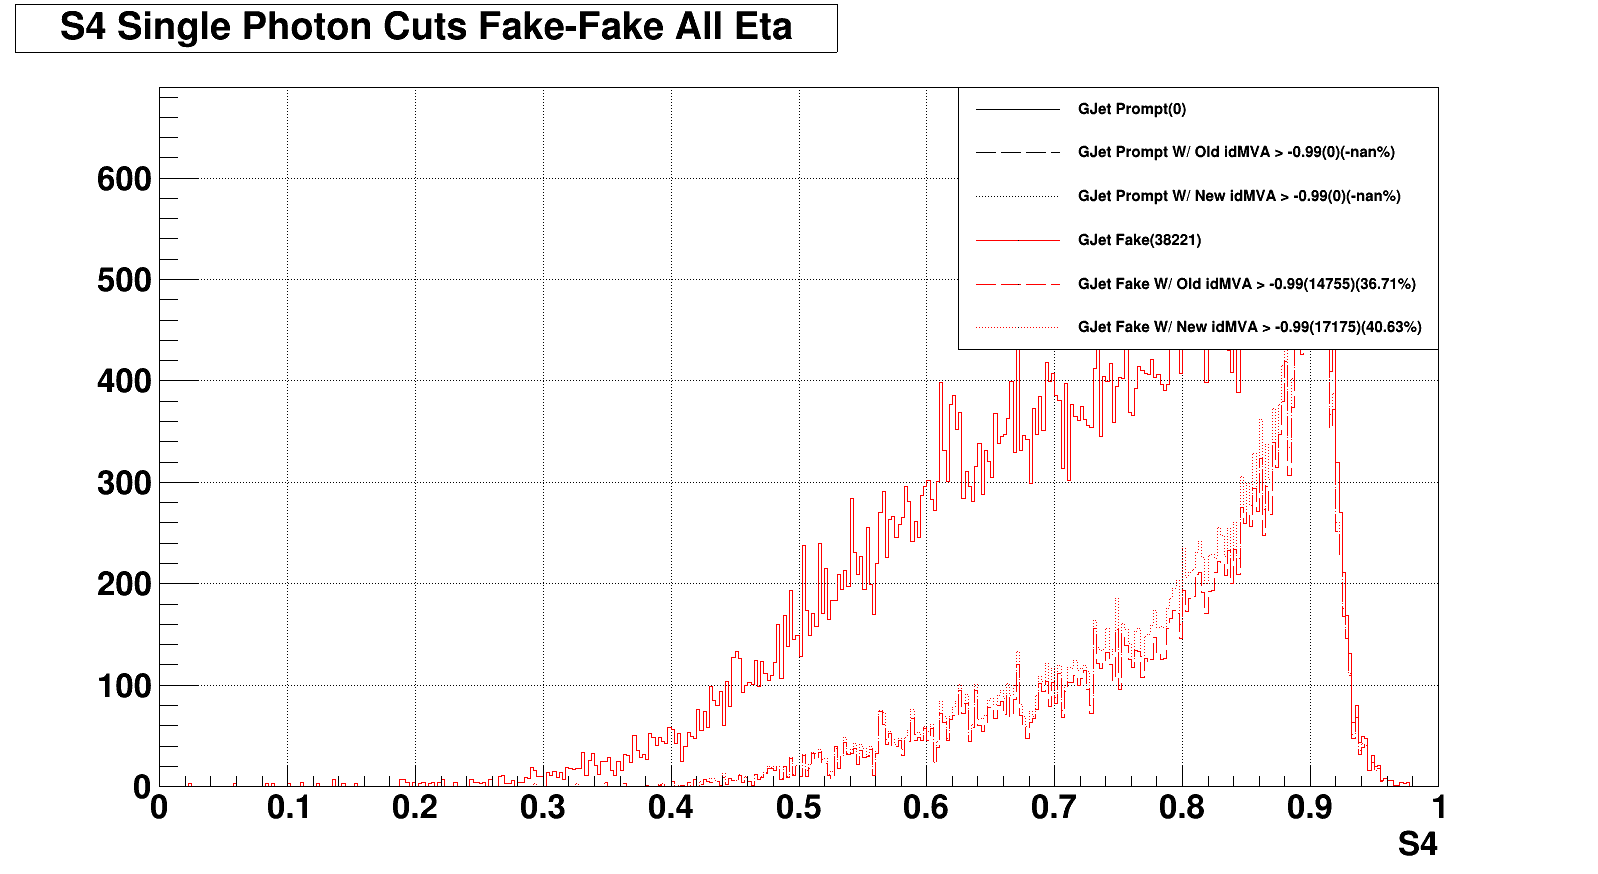 S4 Single Photon Cuts Fake-Fake All Eta
GJet Prompt(0)
GJet Prompt W/ Old idMVA > -0.99(0)(-nan%)
GJet Prompt W/ New idMVA > -0.99(0)(-nan%)
GJet Fake(38221)
GJet Fake W/ Old idMVA > -0.99(14755)(36.71%)
GJet Fake W/ New idMVA > -0.99(17175)(40.63%)
600
500
400
300
200
100
0
0 0.1 0.2 0.3 0.4 0.5 0.6 0.7 0.8 0.9 1
S4